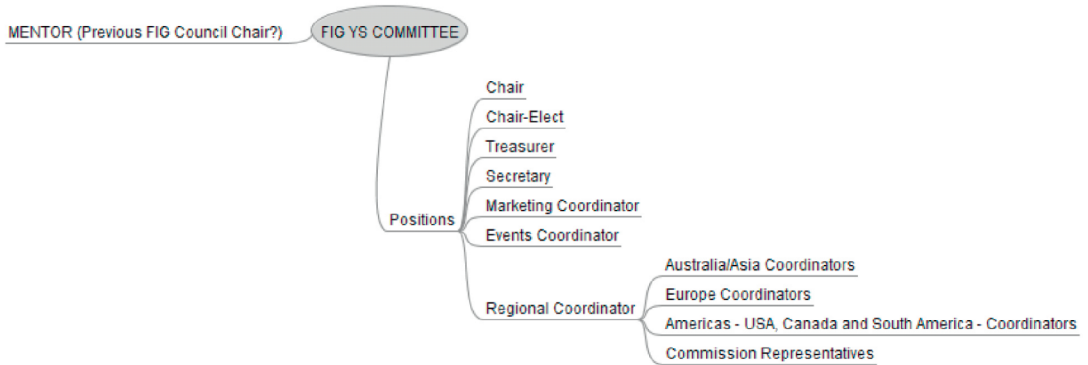 MENTOR (Previous FIG Council Chair?)
FIG YS COMMITTEE
Chair
Chair-Elect
Treasurer
Secretary
Marketing Coordinator
Positions
Events Coordinator
Australia/Asia Coordinators
Europe Coordinators
Regional Coordinator
Americas - USA, Canada and South America - Coordinators
Commission Representatives